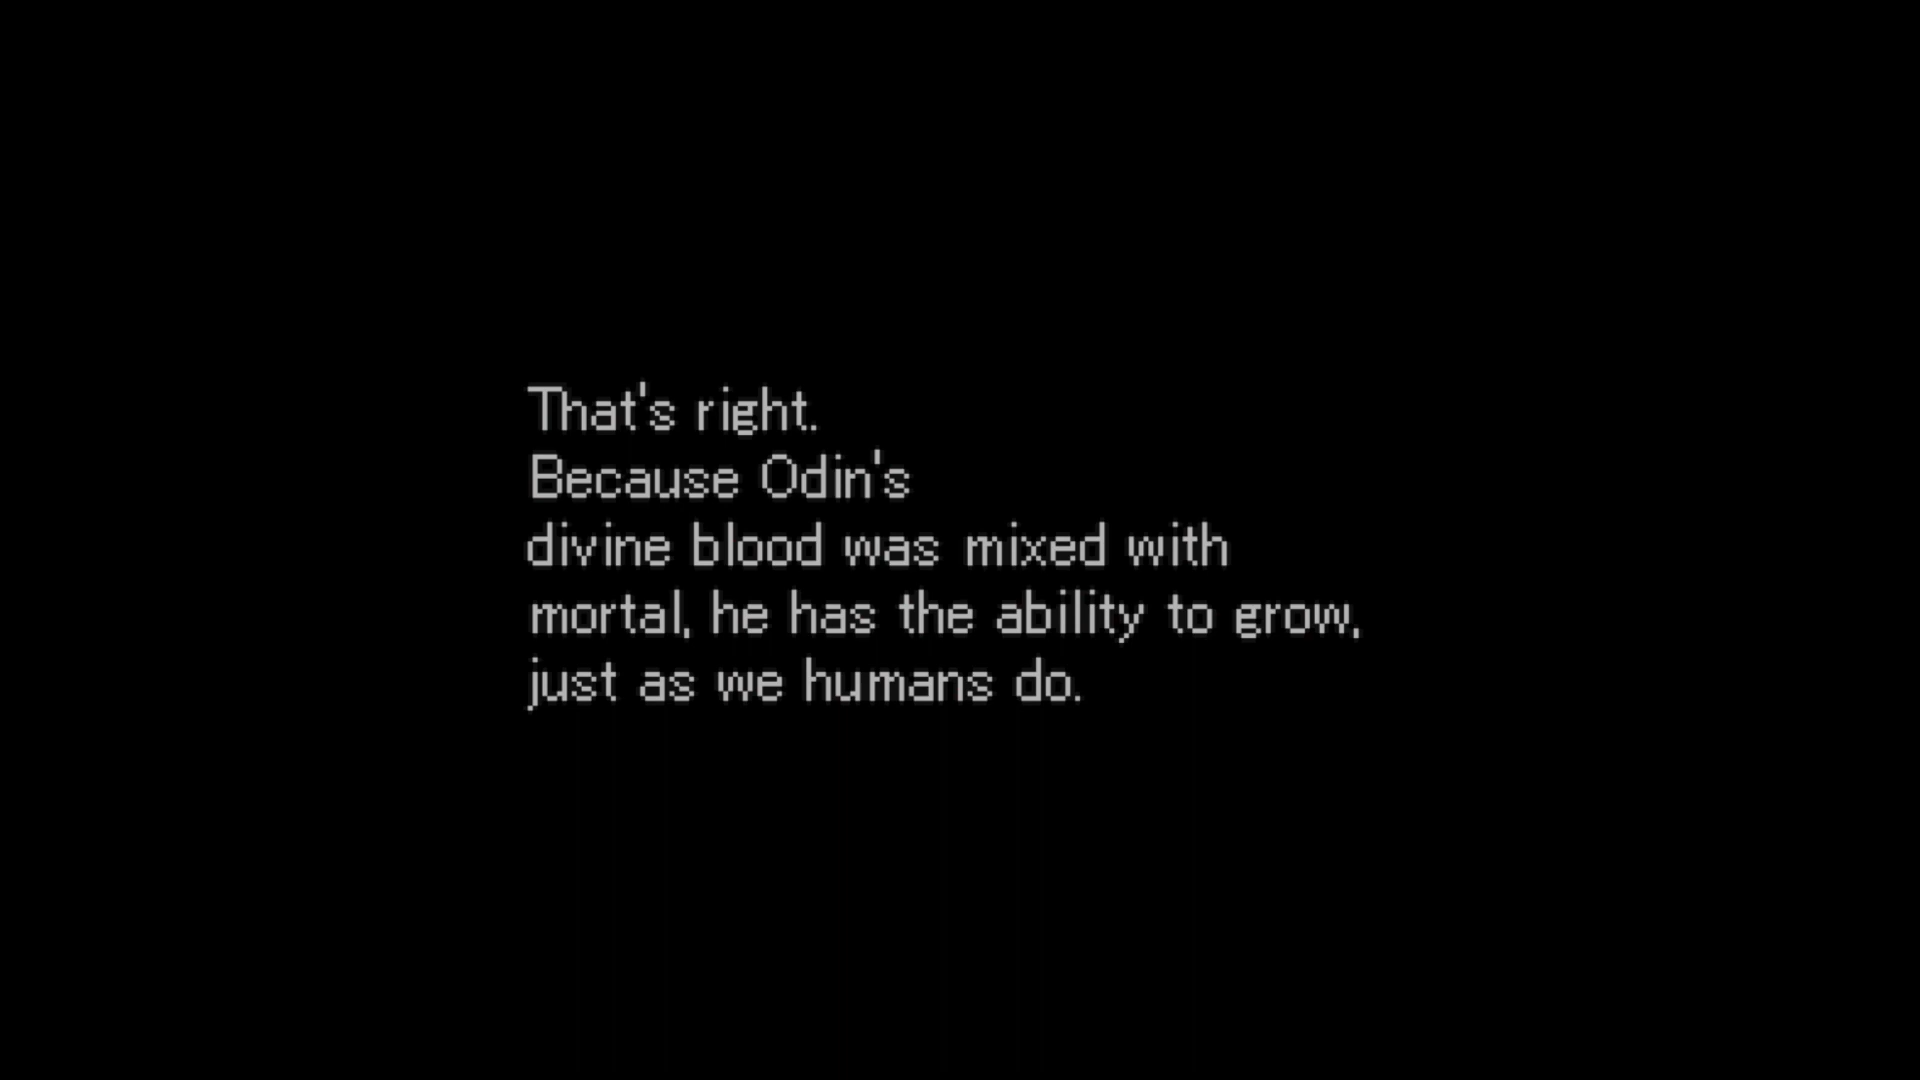 That's right.
Because Odin's
divine blood was mixed with
mortal, he has the ability to grow,
just as we humans do.